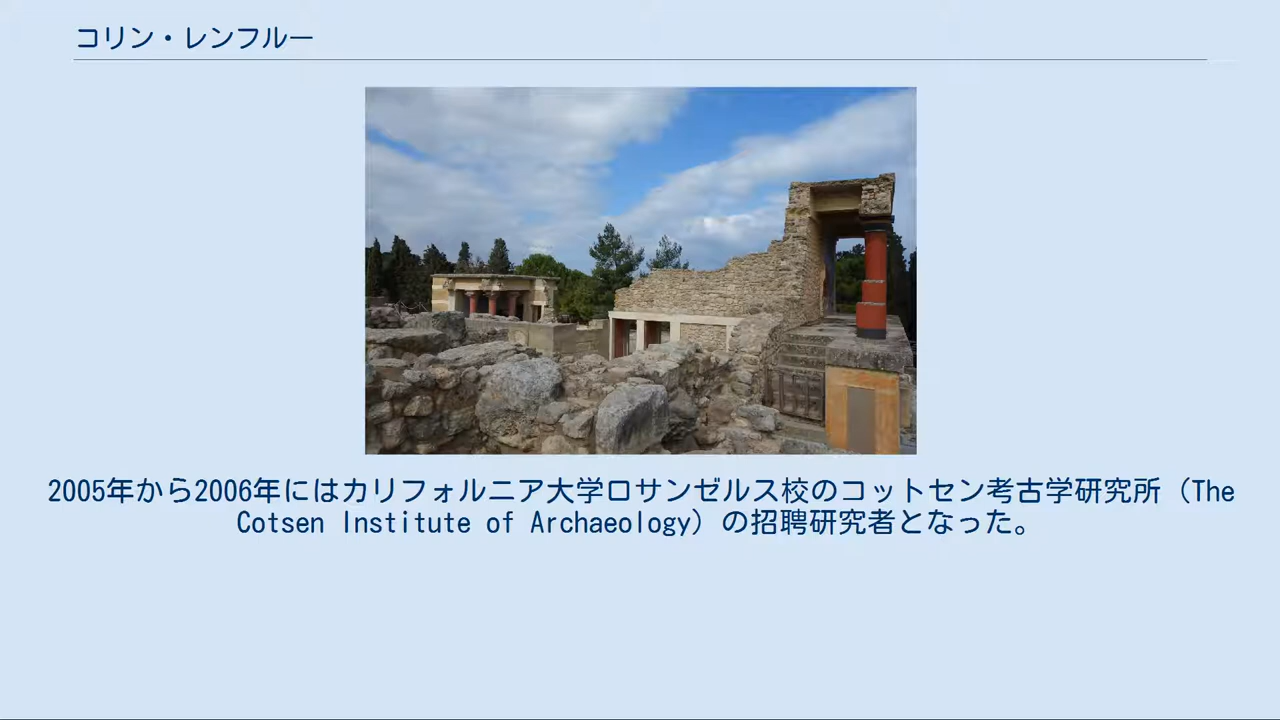 コリン・レンフルー
2005年から2006年にはカリフォルニア大学ロサンゼルス校のコットセン考古学研究所（The
Cotsen Institute of Archaeology）の招聘研究者となった。